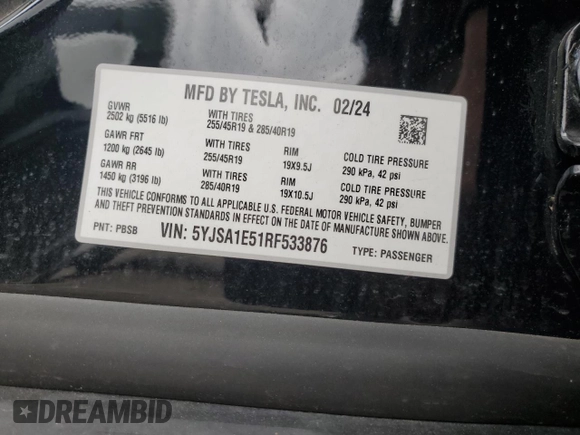 MFD BY TESLA, INC. 02/24
GVWR
2502 kg (5516 lb)
WITH TIRES
255/45R19 & 285/40R19
GAWR FRT
1200 kg (2645 lb)
WITH TIRES
255/45R19
RIM
19X9.5J
COLD TIRE PRESSURE
290 kPa, 42 psi
GAWR RR
1450 kg (3196 lb)
WITH TIRES
285/40R19
RIM
19X10.5J
COLD TIRE PRESSURE
290 kPa, 42 psi
THIS VEHICLE CONFORMS TO ALL APPLICABLE U.S. FEDERAL MOTOR VEHICLE SAFETY, BUMPER
AND THEFT PREVENTION STANDARDS IN EFFECT ON THE DATE OF MANUFACTURE SHOWN ABOVE.
PNT: PBSB VIN: 5YJSA1E51RF533876 TYPE: PASSENGER
DREAMBID